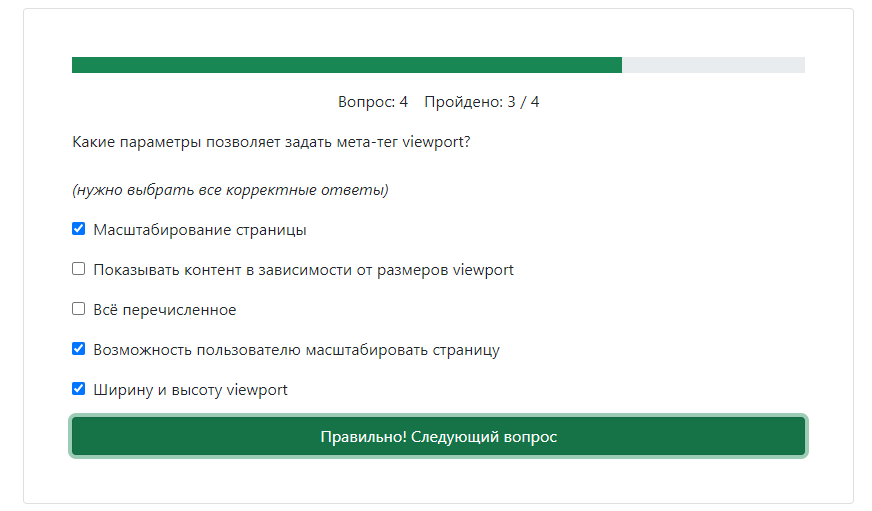 Вопрос: 4 Пройдено: 3 / 4
Какие параметры позволяет задать мета-тег viewport?
(нужно выбрать все корректные ответы)
Масштабирование страницы
Показывать контент в зависимости от размеров viewport
Всё перечисленное
Возможность пользователю масштабировать страницу
Ширину и высоту viewport
Правильно! Следующий вопрос